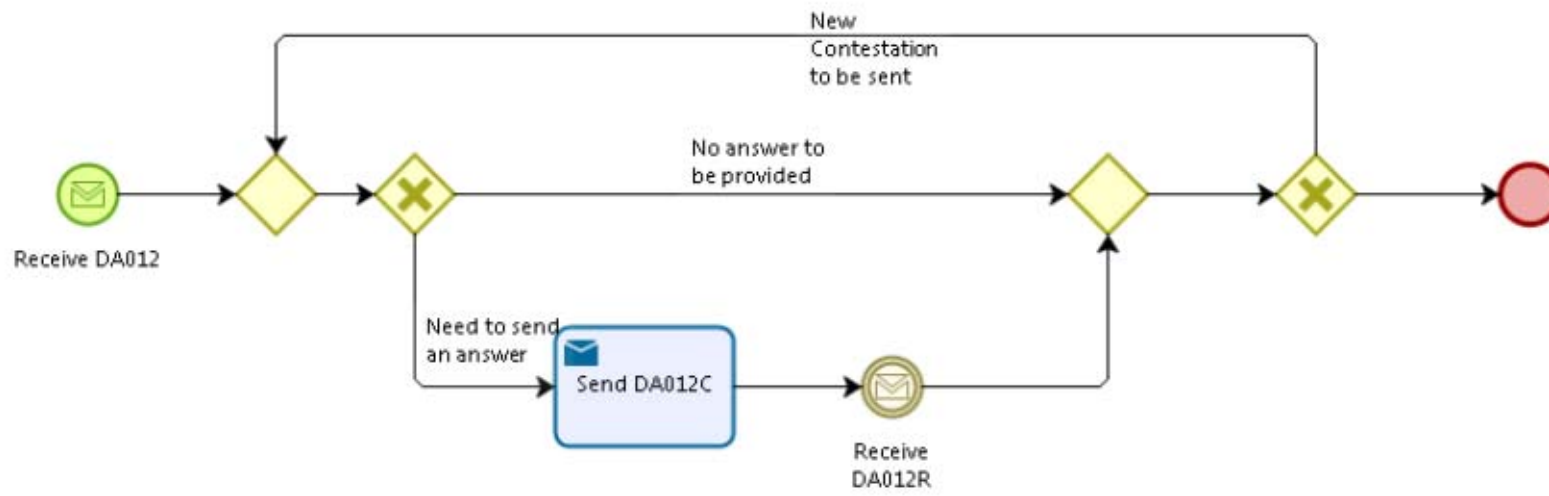 New
Contestation
to be sent
No answer to
be provided
Receive DA012
Need to send
an answer
Send DA012C
Receive
DA012R